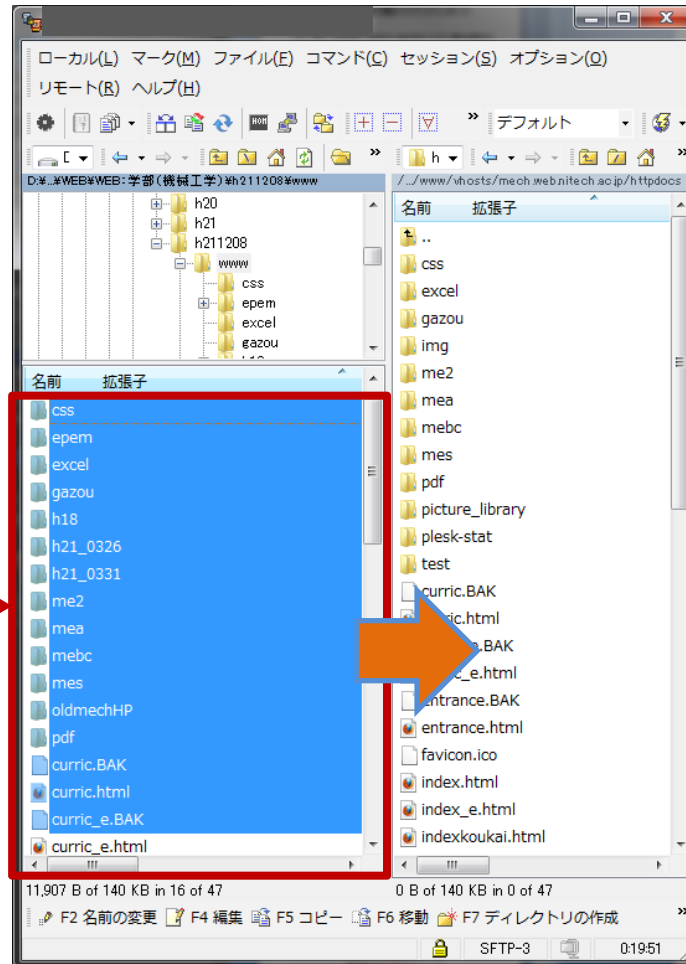 ローカル(L) マーク(M) ファイル(F) コマンド(C) セッション(S) オプション(O)
リモート(R) ヘルプ(H)
デフォルト
D:¥...¥WEB¥WEB:学部(機械工学)¥h211208¥www
/.../www/vhosts/mech.web.nitech.ac.jp/httpdocs
h20
h21
h211208
www
css
epem
excel
gazou
名前 拡張子
css
epem
excel
gazou
h18
h21_0326
h21_0331
me2
mea
mebc
mes
oldmechHP
pdf
curric.BAK
curric.html
curric_e.BAK
curric_e.html
11,907 B of 140 KB in 16 of 47
名前 拡張子
..
css
excel
gazou
img
me2
mea
mebc
mes
pdf
picture_library
plesk-stat
test
curric.BAK
entrance.html
favicon.ico
index.html
index_e.html
indexkoukai.html
0 B of 140 KB in 0 of 47
F2 名前の変更 F4 編集 F5 コピー F6 移動 F7 ディレクトリの作成
SFTP-3 0:19:51